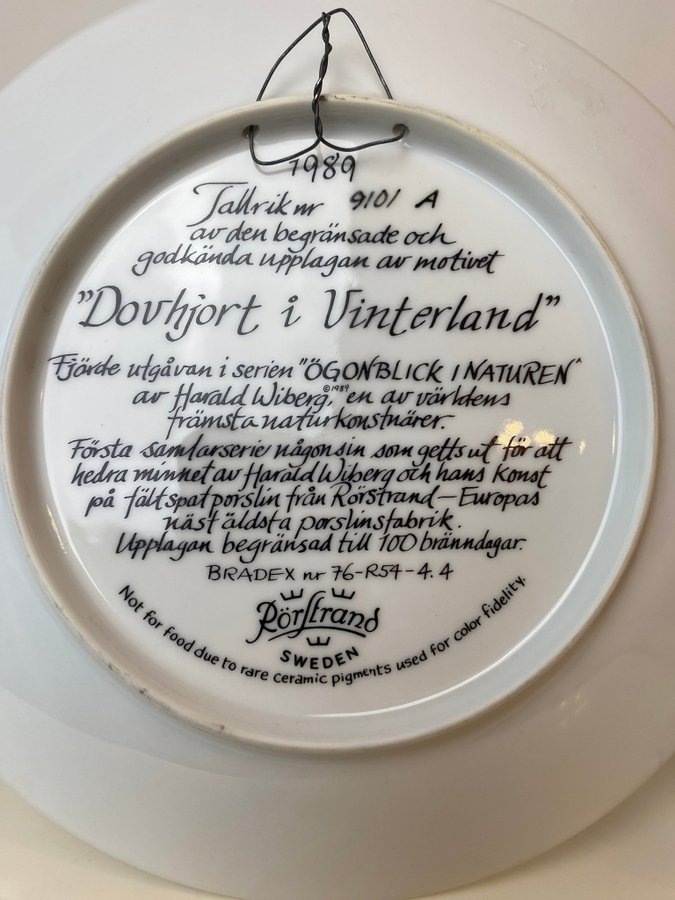 1989
Tallrik nr 9101 A
av den begränsade och
godkända upplagan av motivet
"Dovhjort i Vinterland"
Fjärde utgåvan i serien "ÖGONBLICK I NATUREN"
av Harald Wiberg, ©1989 en av världens
främsta naturkonstnärer.
Första samlarserie någonsin som getts ut för att
hedra minnet av Harald Wiberg och hans konst
på fältspatporslin från Rörstrand – Europas
näst äldsta porslinsfabrik.
Upplagan begränsad till 100 bränndagar.
BRADEX nr 76-R54-4.4
Rörstrand
SWEDEN
Not for food due to rare ceramic pigments used for color fidelity.